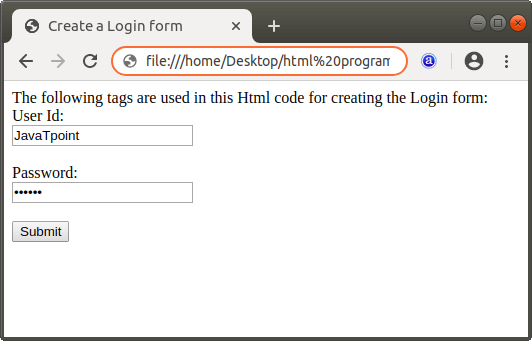 Create a Login form
file:///home/Desktop/html%20program
The following tags are used in this Html code for creating the Login form:
User Id:
JavaTpoint
Password:
••••••
Submit